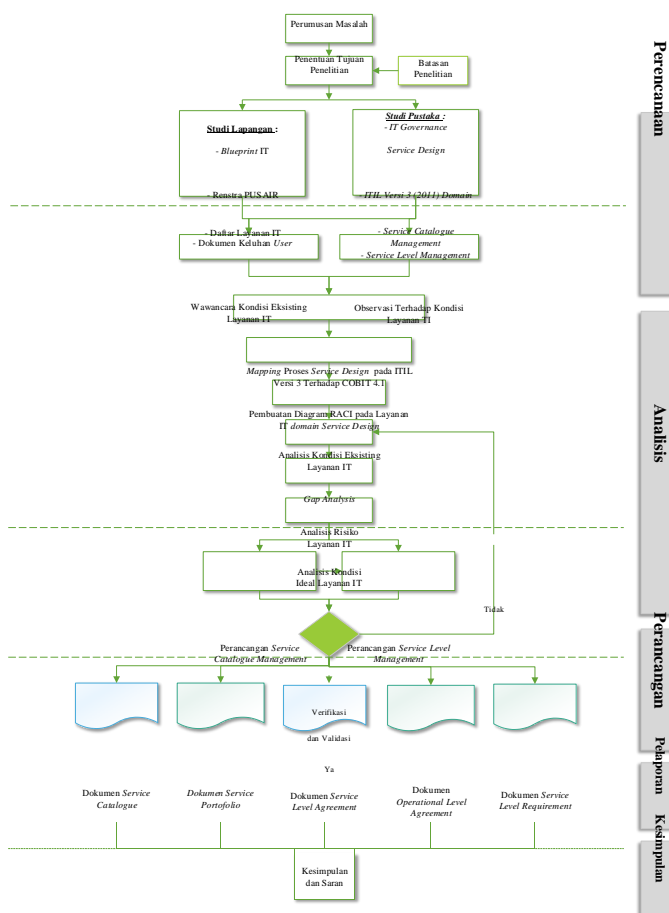 Perumusan Masalah
Penentuan Tujuan
Penelitian
Batasan
Penelitian
Perencanaan
Studi Lapangan :
- Blueprint IT
- Renstra PUSAIR
Studi Pustaka :
- IT Governance
Service Design
- ITIL Versi 3 (2011) Domain
- Daftar Layanan IT
- Dokumen Keluhan User
- Service Catalogue
Management
- Service Level Management
Wawancara Kondisi Eksisting
Layanan IT
Observasi Terhadap Kondisi
Layanan TI
Mapping Proses Service Design pada ITIL
Versi 3 Terhadap COBIT 4.1
Pembuatan Diagram RACI pada Layanan
IT domain Service Design
Analisis Kondisi Eksisting
Layanan IT
Gap Analysis
Analisis Risiko
Layanan IT
Analisis Kondisi
Ideal Layanan IT
Analisis
Tidak
Perancangan Service
Catalogue Management
Perancangan Service Level
Management
Perancangan
Verifikasi
dan Validasi
Ya
Pelaporan
Dokumen Service
Catalogue
Dokumen Service
Portofolio
Dokumen Service
Level Agreement
Dokumen
Operational Level
Agreement
Dokumen Service
Level Requirement
Kesimpulan
Kesimpulan
dan Saran